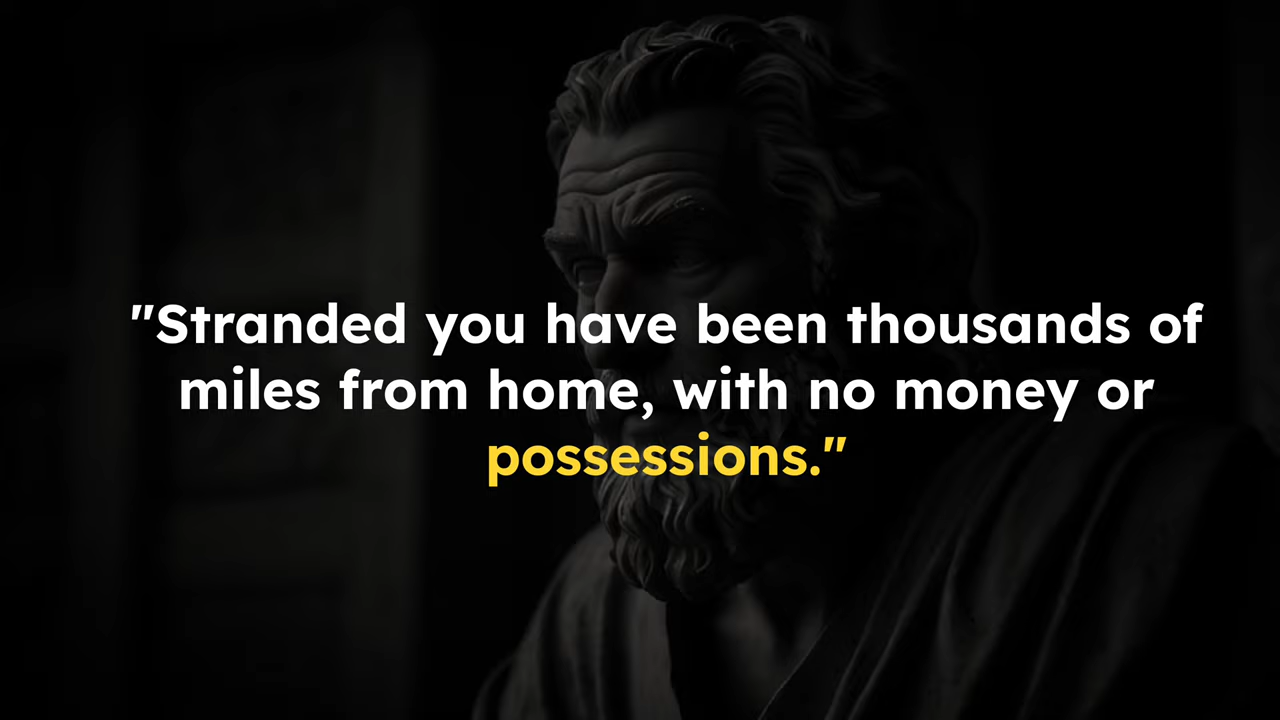 "Stranded you have been thousands of
miles from home, with no money or
possessions."